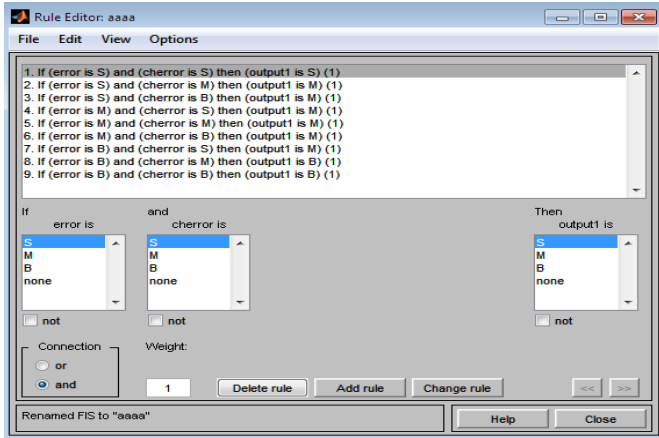 Rule Editor: aaaa
File Edit View Options
1. If (error is S) and (cherror is S) then (output1 is S) (1)
2. If (error is S) and (cherror is M) then (output1 is M) (1)
3. If (error is S) and (cherror is B) then (output1 is M) (1)
4. If (error is M) and (cherror is S) then (output1 is M) (1)
5. If (error is M) and (cherror is M) then (output1 is M) (1)
6. If (error is M) and (cherror is B) then (output1 is M) (1)
7. If (error is B) and (cherror is S) then (output1 is M) (1)
8. If (error is B) and (cherror is M) then (output1 is B) (1)
9. If (error is B) and (cherror is B) then (output1 is B) (1)
If and Then
error is cherror is output1 is
S S S
M M M
B B B
none none none
not not not
Connection Weight:
or
and 1 Delete rule Add rule Change rule << >>
Renamed FIS to "aaaa" Help Close